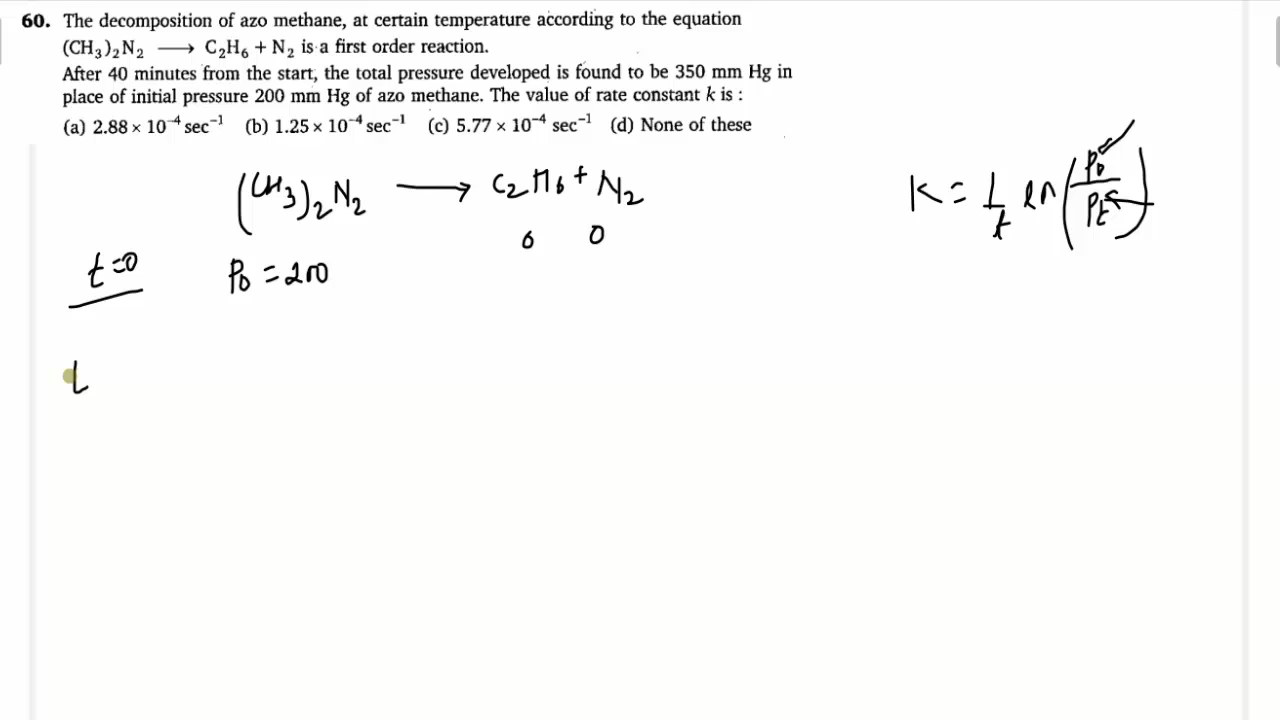 60. The decomposition of azo methane, at certain temperature according to the equation
(CH₃)₂N₂ ⟶ C₂H₆ + N₂ is a first order reaction.
After 40 minutes from the start, the total pressure developed is found to be 350 mm Hg in
place of initial pressure 200 mm Hg of azo methane. The value of rate constant k is :
(a) 2.88 × 10⁻⁴ sec⁻¹ (b) 1.25 × 10⁻⁴ sec⁻¹ (c) 5.77 × 10⁻⁴ sec⁻¹ (d) None of these
(CH₃)₂N₂ ⟶ C₂H₆ + N₂
K = 1/t ln(P₀/Pt)
0 0
t=0 P₀ = 200
t